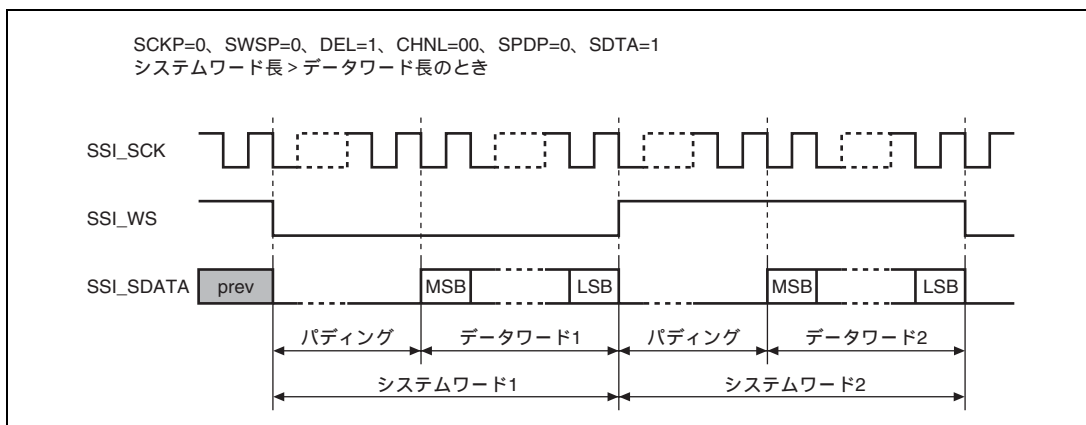 SCKP=0、SWSP=0、DEL=1、CHNL=00、SPDP=0、SDTA=1
システムワード長>データワード長のとき
SSI_SCK
SSI_WS
SSI_SDATA prev MSB LSB MSB LSB
パディング データワード1 パディング データワード2
システムワード1 システムワード2